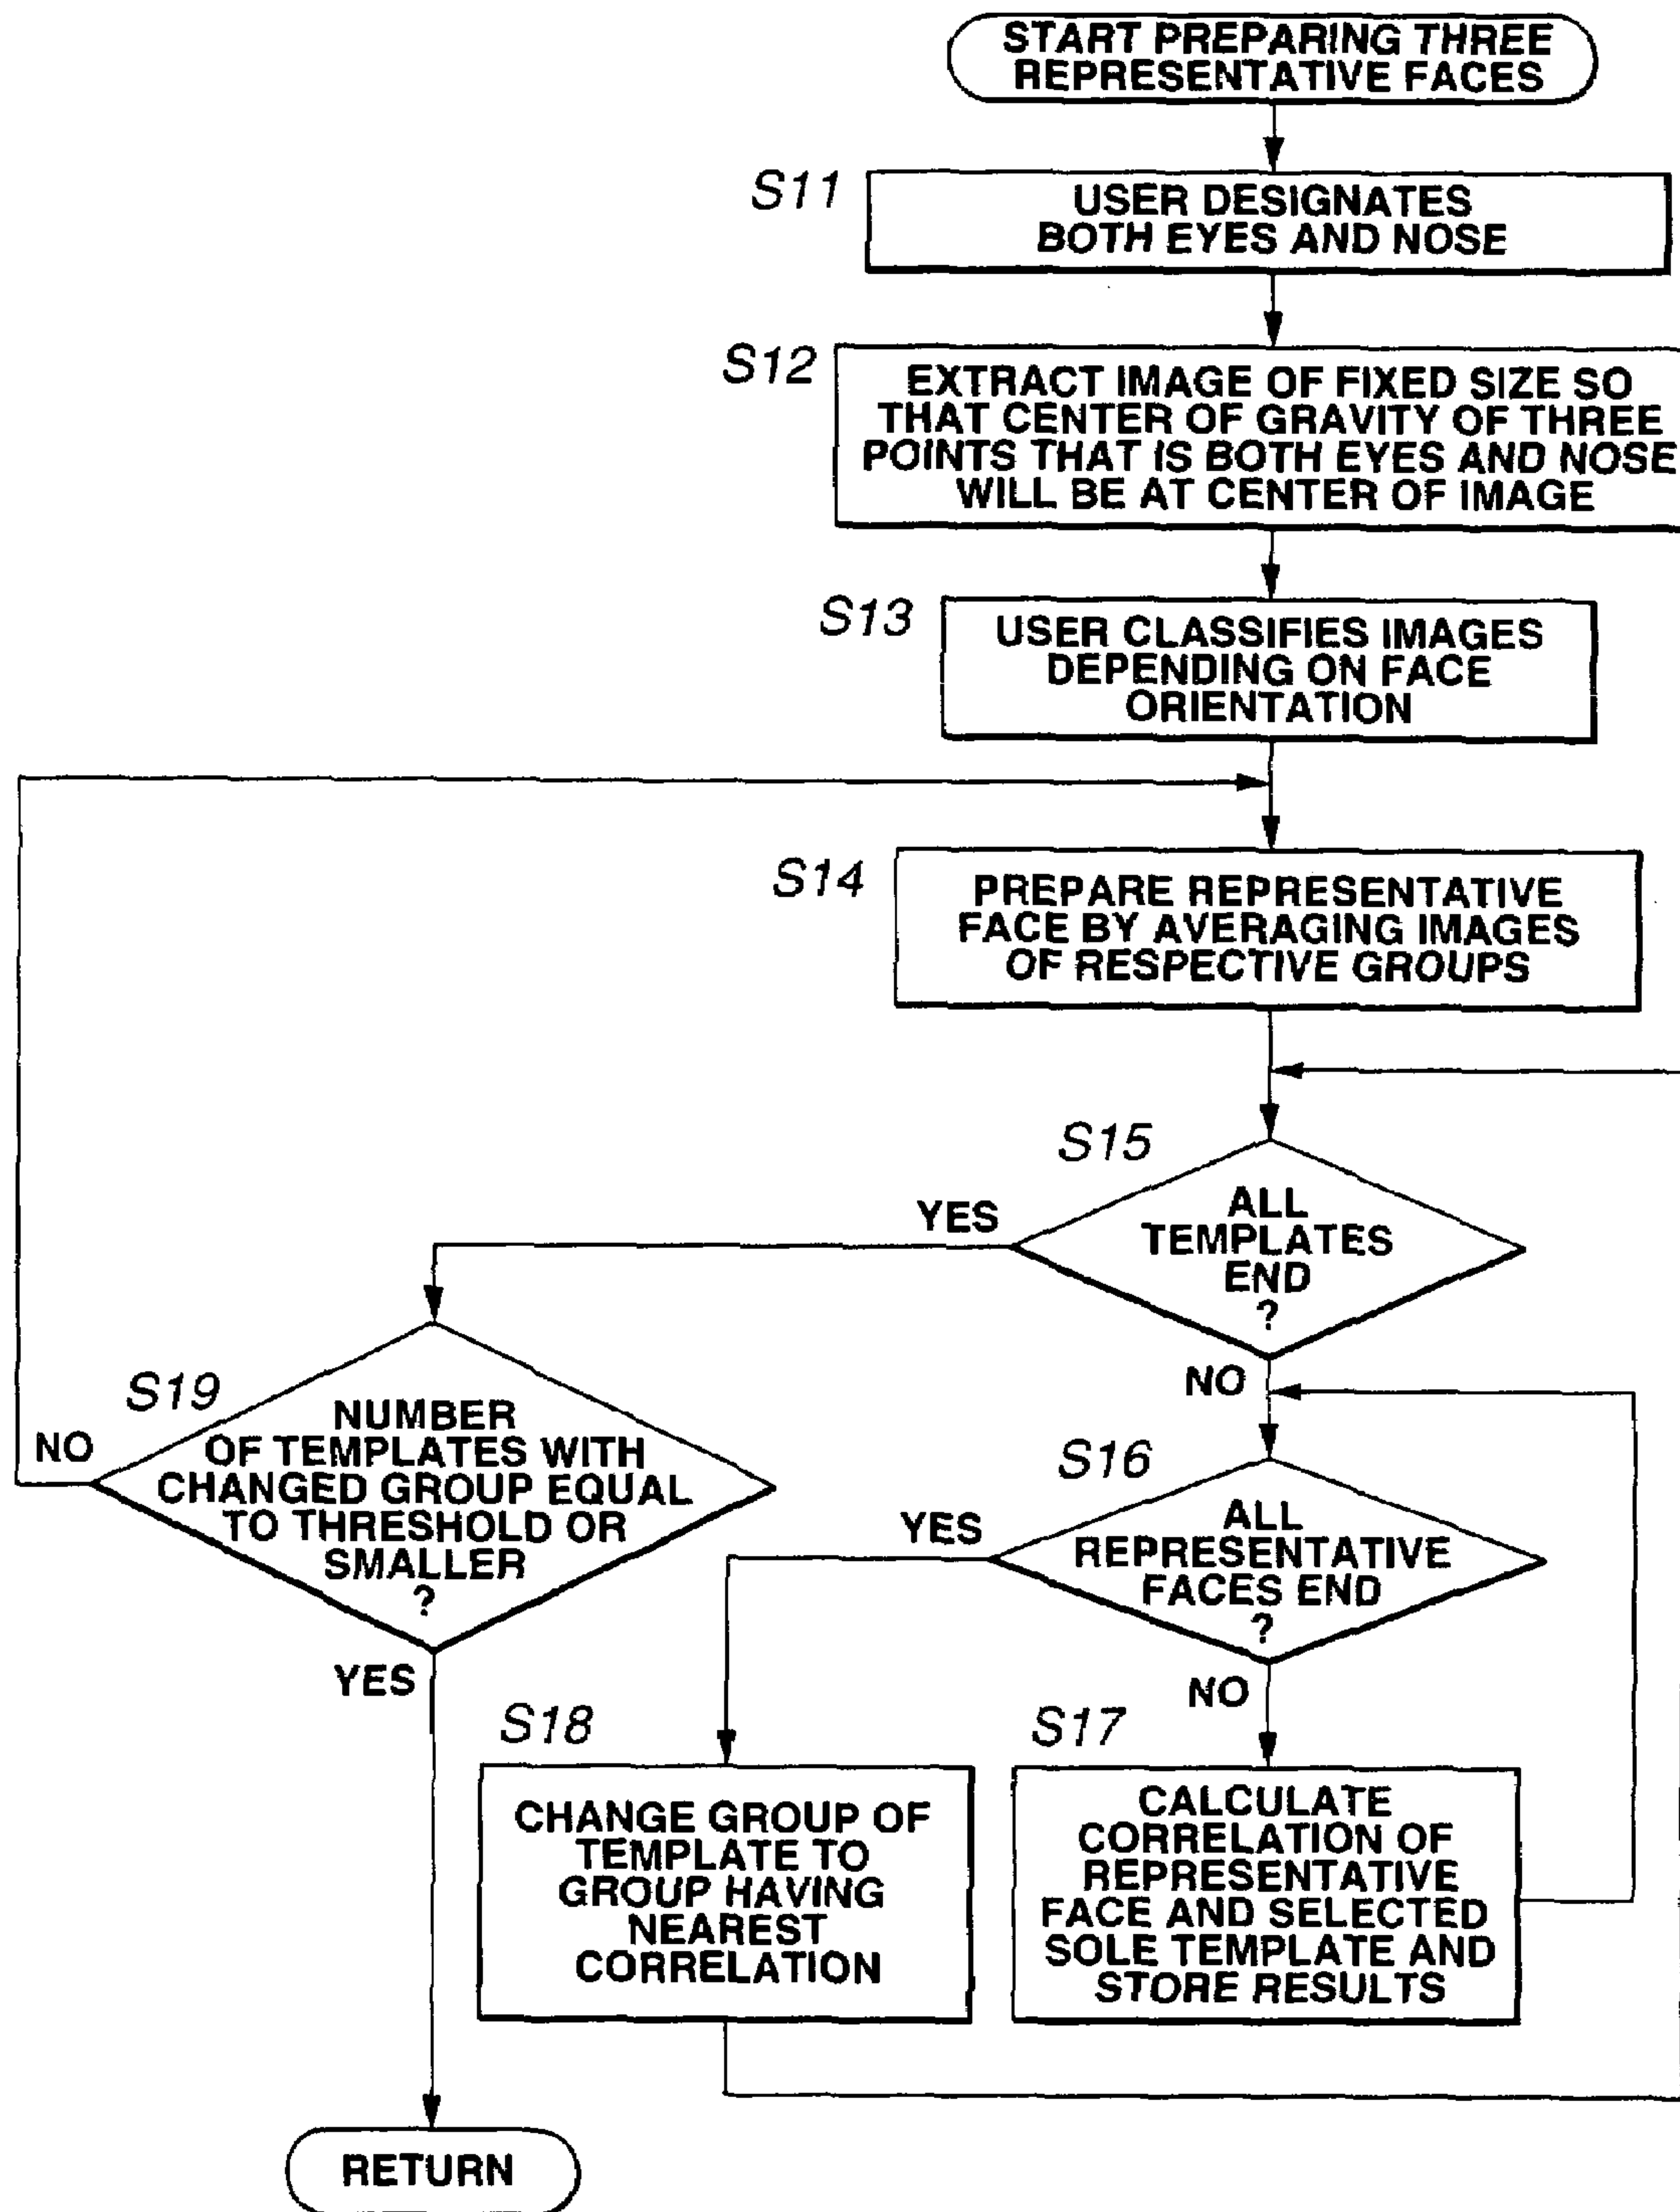 START PREPARING THREE
REPRESENTATIVE FACES
S11
USER DESIGNATES
BOTH EYES AND NOSE
S12
EXTRACT IMAGE OF FIXED SIZE SO
THAT CENTER OF GRAVITY OF THREE
POINTS THAT IS BOTH EYES AND NOSE
WILL BE AT CENTER OF IMAGE
S13
USER CLASSIFIES IMAGES
DEPENDING ON FACE
ORIENTATION
S14
PREPARE REPRESENTATIVE
FACE BY AVERAGING IMAGES
OF RESPECTIVE GROUPS
S15
YES
ALL
TEMPLATES
END
?
NO
S19
NO
NUMBER
OF TEMPLATES WITH
CHANGED GROUP EQUAL
TO THRESHOLD OR
SMALLER
?
YES
S16
YES
ALL
REPRESENTATIVE
FACES END
?
NO
S18
CHANGE GROUP OF
TEMPLATE TO
GROUP HAVING
NEAREST
CORRELATION
S17
CALCULATE
CORRELATION OF
REPRESENTATIVE
FACE AND SELECTED
SOLE TEMPLATE AND
STORE RESULTS
RETURN